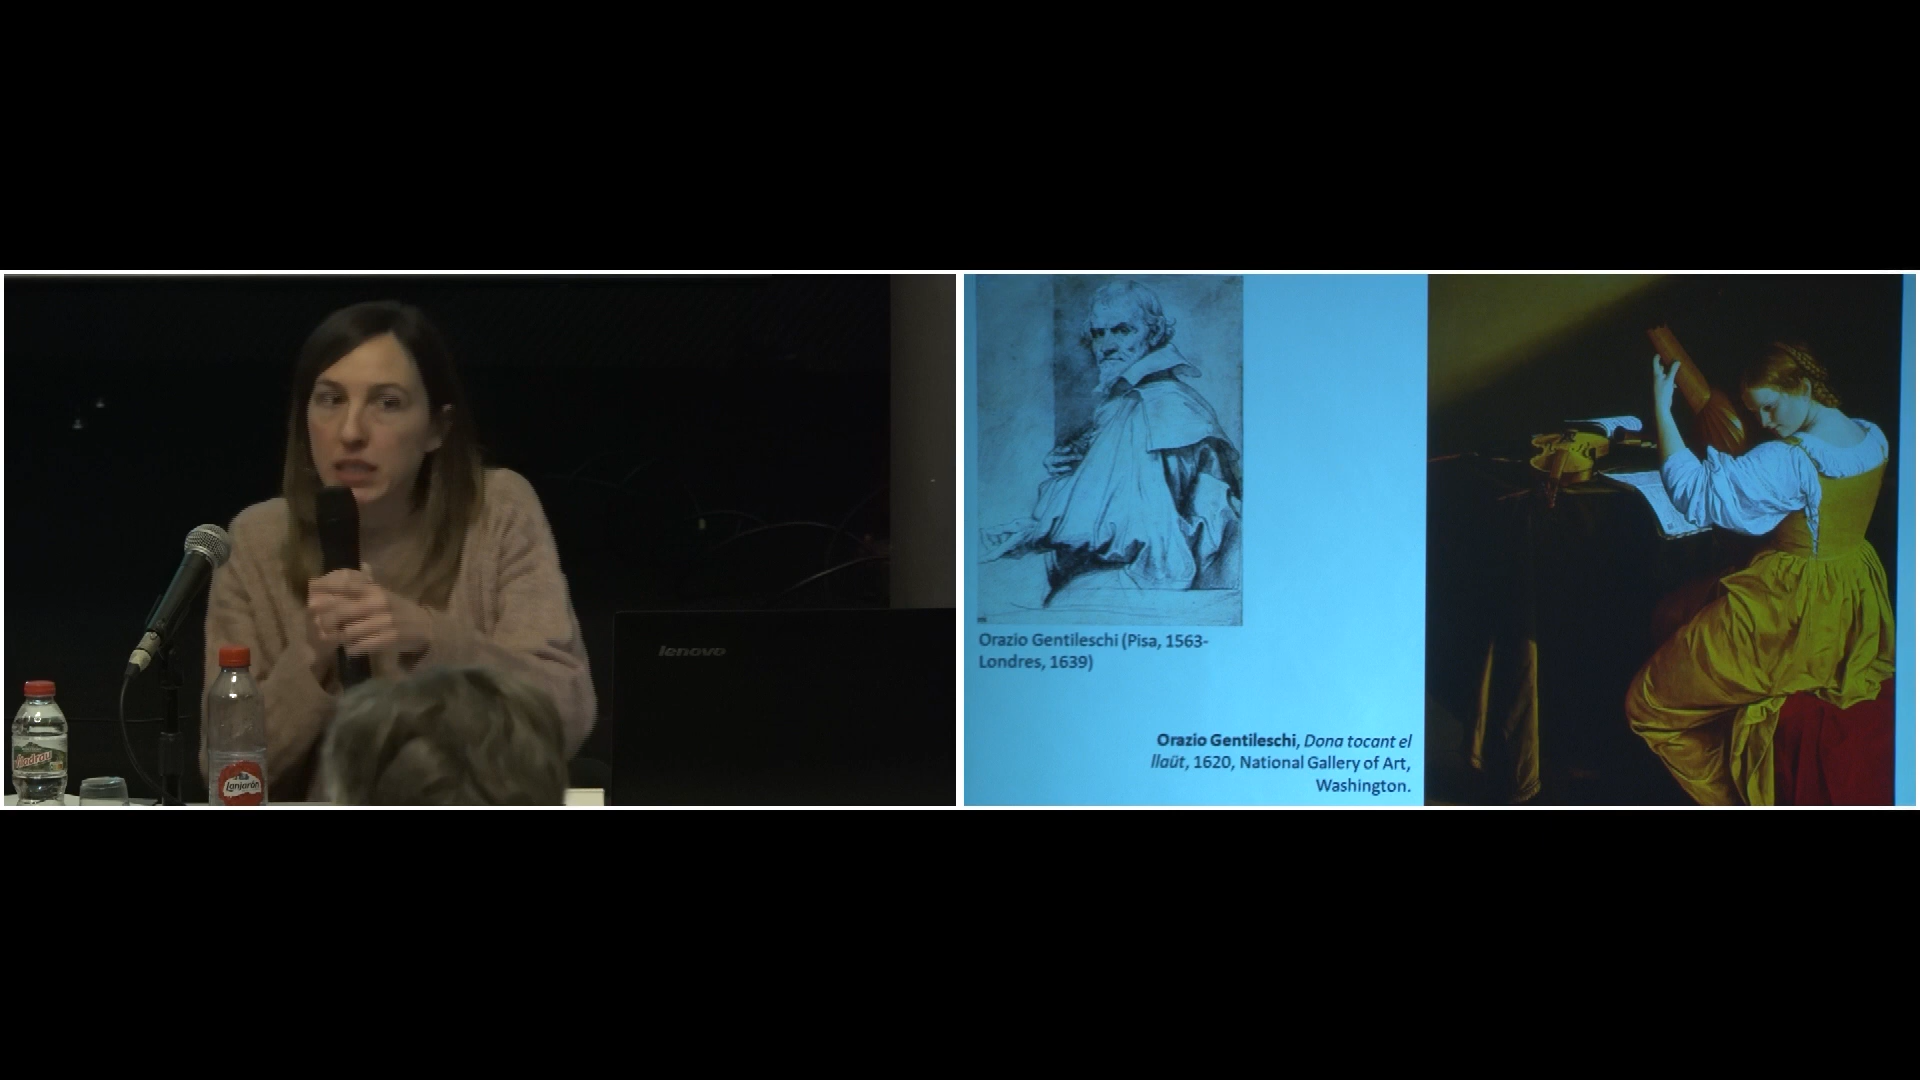 lenovo
Lanjarón
Orazio Gentileschi (Pisa, 1563-
Londres, 1639)
Orazio Gentileschi, Dona tocant el
llaüt, 1620, National Gallery of Art,
Washington.